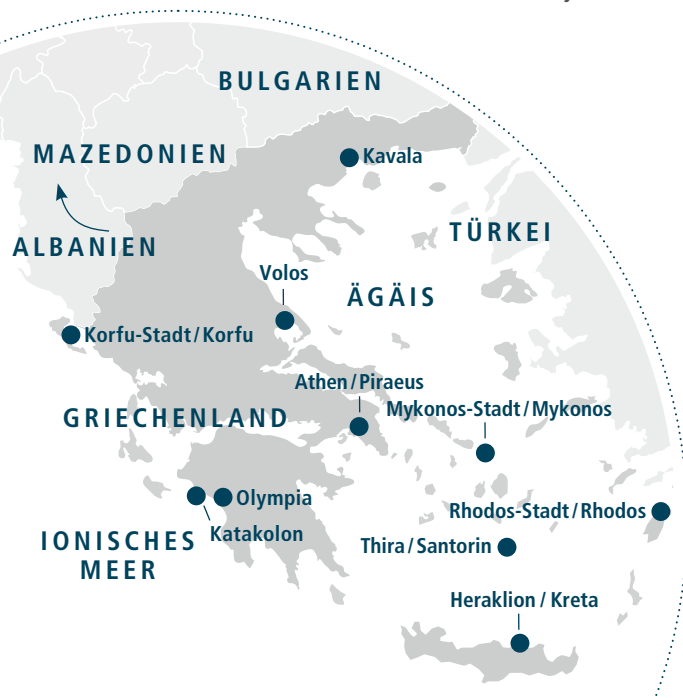 BULGARIEN
MAZEDONIEN
Kavala
TÜRKEI
ALBANIEN
Volos
ÄGÄIS
Korfu-Stadt/Korfu
Athen/Piraeus
Mykonos-Stadt/Mykonos
GRIECHENLAND
Olympia
Rhodos-Stadt/Rhodos
Katakolon
IONISCHES
MEER
Thira/Santorin
Heraklion/Kreta